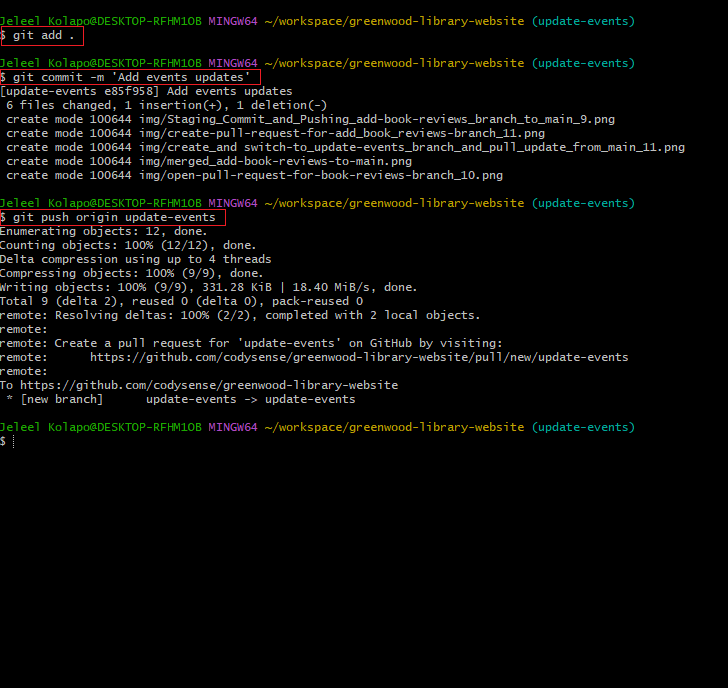 Jeleel Kolapo@DESKTOP-RFHM1OB MINGW64 ~/workspace/greenwood-library-website (update-events)
$ git add .
Jeleel Kolapo@DESKTOP-RFHM1OB MINGW64 ~/workspace/greenwood-library-website (update-events)
$ git commit -m 'Add events updates'
[update-events e85f958] Add events updates
6 files changed, 1 insertion(+), 1 deletion(-)
create mode 100644 img/Staging_Commit_and_Pushing_add-book-reviews_branch_to_main_9.png
create mode 100644 img/create-pull-request-for-add_book_reviews-branch_11.png
create mode 100644 img/create_and switch-to_update-events_branch_and_pull_update_from_main_11.png
create mode 100644 img/merged_add-book-reviews-to-main.png
create mode 100644 img/open-pull-request-for-book-reviews-branch_10.png
Jeleel Kolapo@DESKTOP-RFHM1OB MINGW64 ~/workspace/greenwood-library-website (update-events)
$ git push origin update-events
Enumerating objects: 12, done.
Counting objects: 100% (12/12), done.
Delta compression using up to 4 threads
Compressing objects: 100% (9/9), done.
Writing objects: 100% (9/9), 331.28 KiB | 18.40 MiB/s, done.
Total 9 (delta 2), reused 0 (delta 0), pack-reused 0
remote: Resolving deltas: 100% (2/2), completed with 2 local objects.
remote:
remote: Create a pull request for 'update-events' on GitHub by visiting:
remote:      https://github.com/codysense/greenwood-library-website/pull/new/update-events
remote:
To https://github.com/codysense/greenwood-library-website
* [new branch]      update-events -> update-events
Jeleel Kolapo@DESKTOP-RFHM1OB MINGW64 ~/workspace/greenwood-library-website (update-events)
$